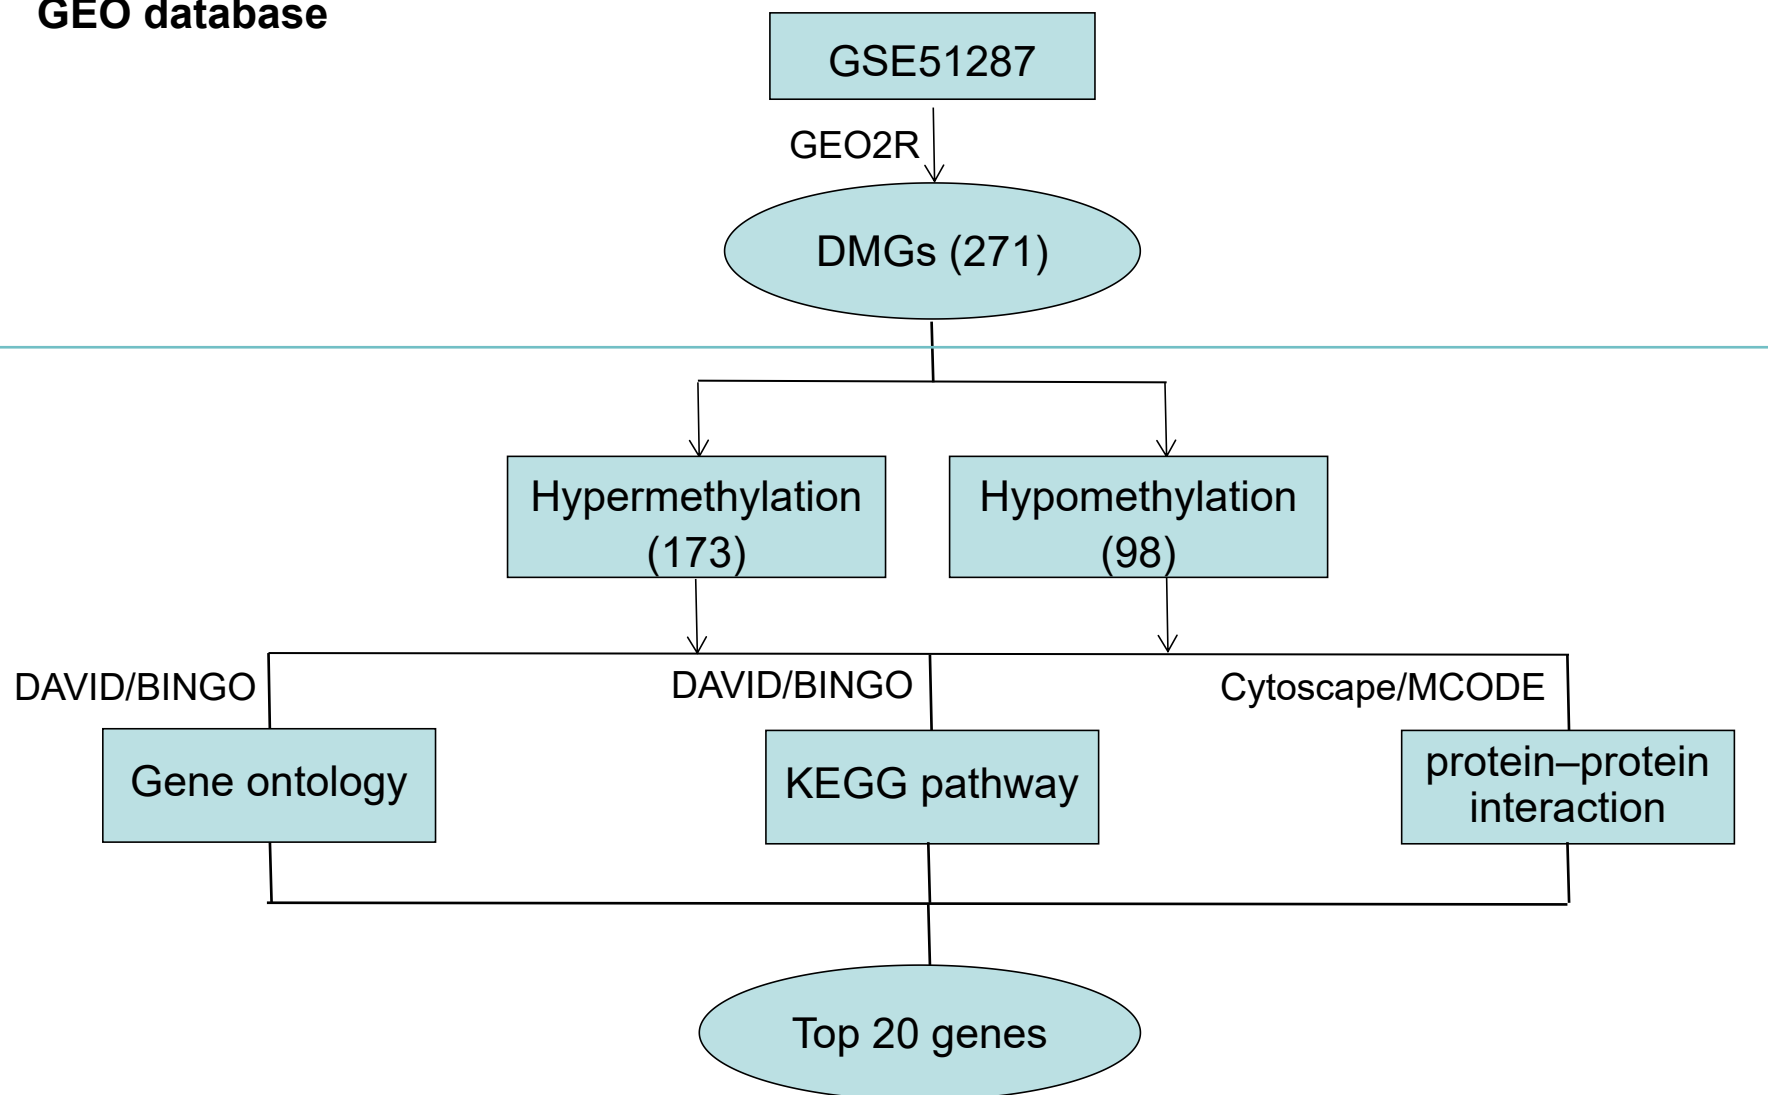 GEO database
GSE51287
GEO2R
DMGs (271)
Hypermethylation
(173)
Hypomethylation
(98)
DAVID/BINGO
DAVID/BINGO
Cytoscape/MCODE
Gene ontology
KEGG pathway
protein–protein
interaction
Top 20 genes